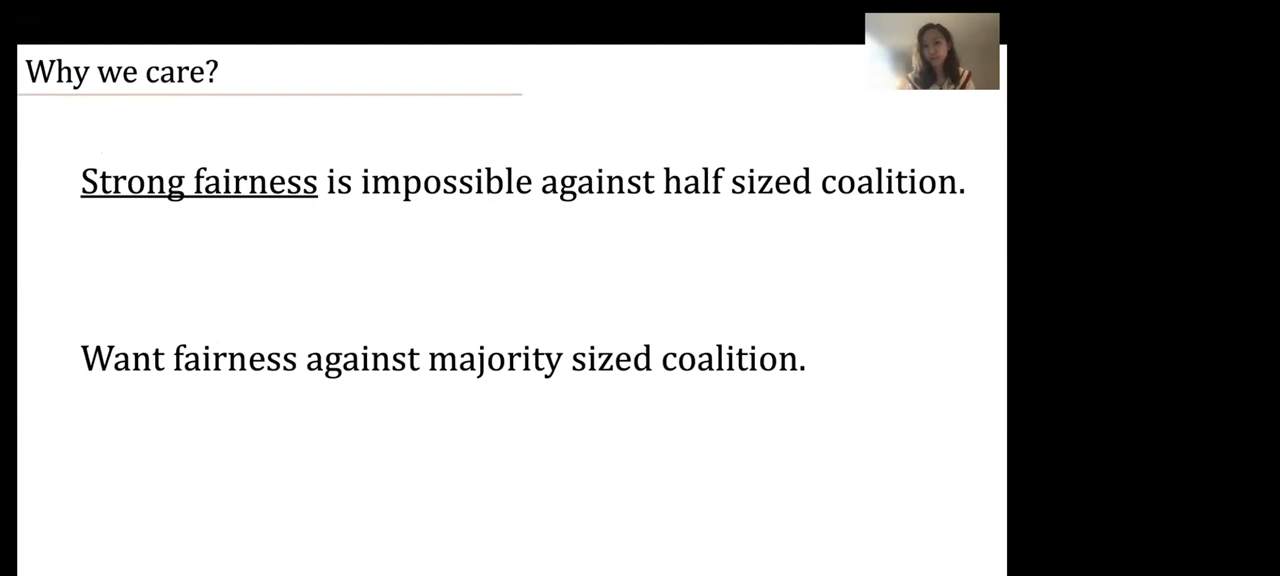 Why we care?
Strong fairness is impossible against half sized coalition.
Want fairness against majority sized coalition.